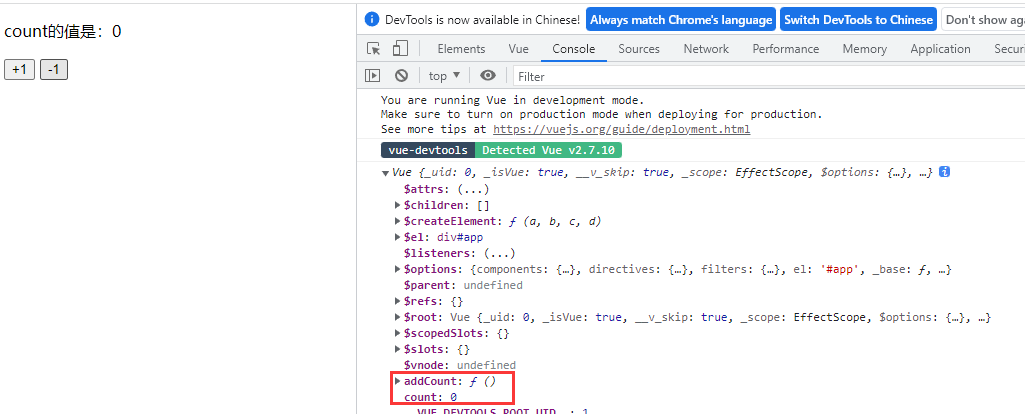 count的值是：0
+1 -1
DevTools is now available in Chinese! Always match Chrome's language Switch DevTools to Chinese Don't show aga
Elements Vue Console Sources Network Performance Memory Application Securi
top ▼ Filter
You are running Vue in development mode.
Make sure to turn on production mode when deploying for production.
See more tips at https://vuejs.org/guide/deployment.html
vue-devtools Detected Vue v2.7.10
▼Vue {_uid: 0, _isVue: true, __v_skip: true, _scope: EffectScope, $options: {…}, …} i
$attrs: (...)
▶$children: []
▶$createElement: ƒ (a, b, c, d)
▶$el: div#app
$listeners: (...)
▶$options: {components: {…}, directives: {…}, filters: {…}, el: '#app', _base: ƒ, …}
$parent: undefined
▶$refs: {}
▶$root: Vue {_uid: 0, _isVue: true, __v_skip: true, _scope: EffectScope, $options: {…}, …}
▶$scopedSlots: {}
▶$slots: {}
$vnode: undefined
▶addCount: ƒ ()
count: 0